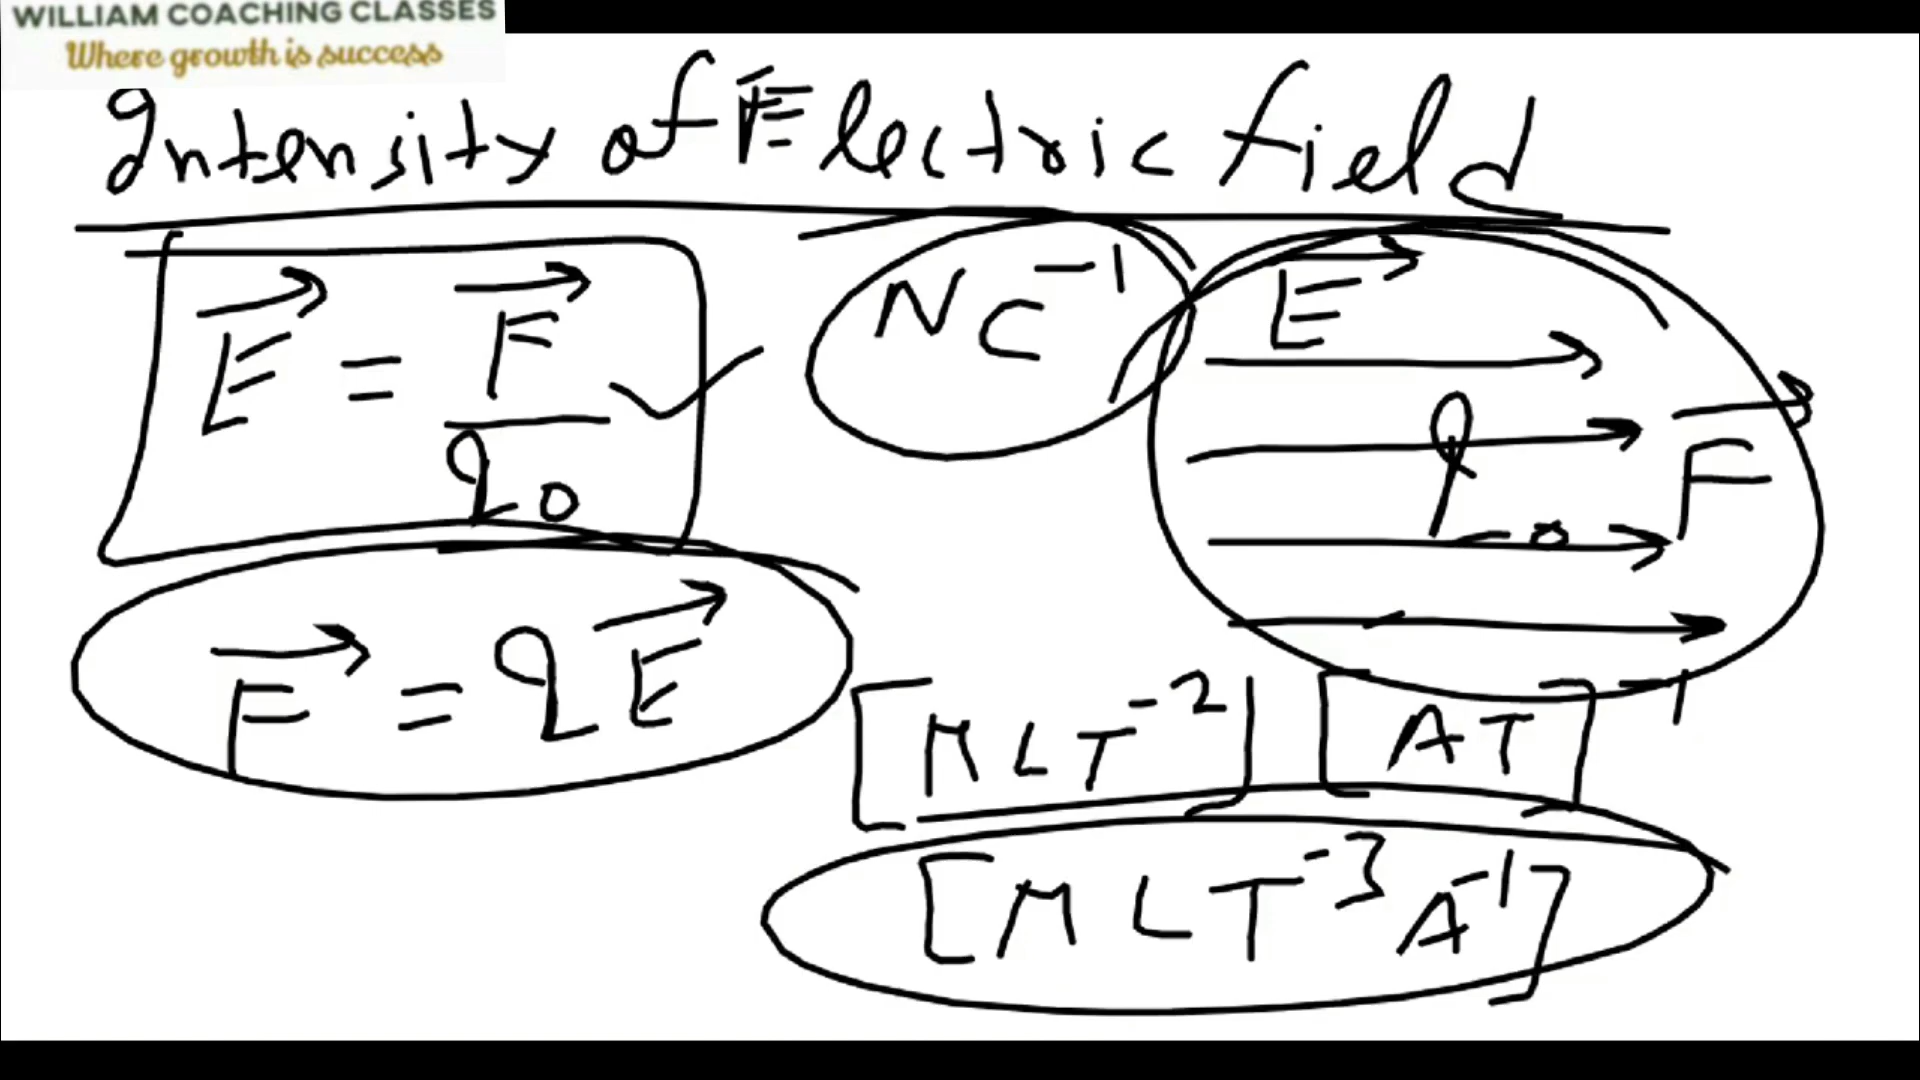 WILLIAM COACHING CLASSES
Where growth is success
Intensity of Electric field
E = F / q0
NC⁻¹
E
q0
F
F = qE
[MLT⁻²] [AT]⁻¹
[MLT⁻³A⁻¹]